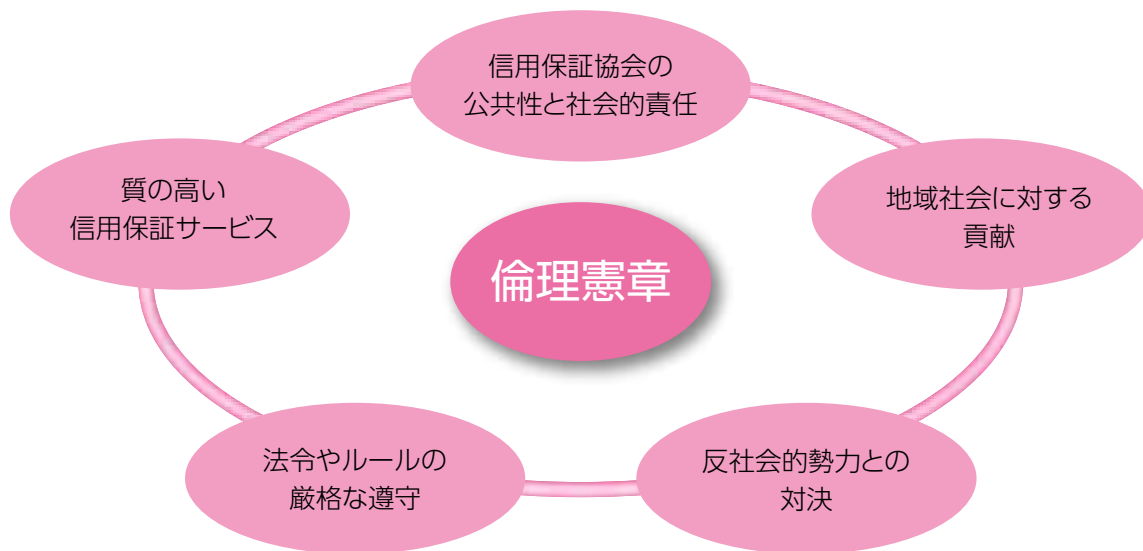 信用保証協会の
公共性と社会的責任
質の高い
信用保証サービス
地域社会に対する
貢献
倫理憲章
法令やルールの
厳格な遵守
反社会的勢力との
対決